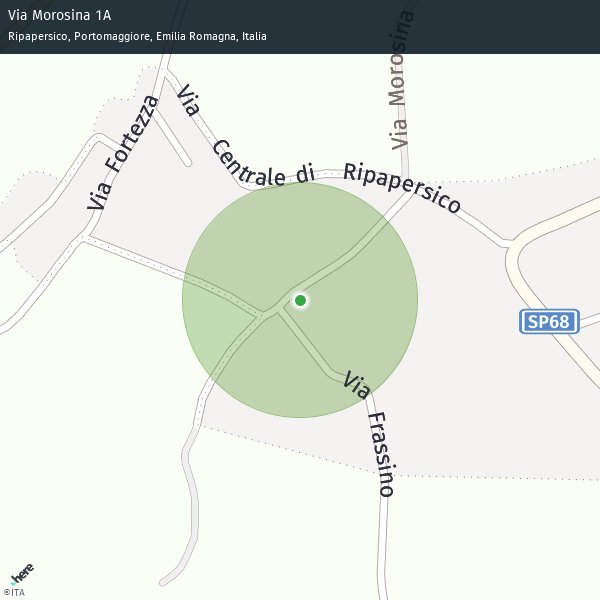 Via Morosina 1A
Ripapersico, Portomaggiore, Emilia Romagna, Italia
Via Morosina
Via Fortezza
Via Centrale di Ripapersico
SP68
Via Frassino
here
©ITA